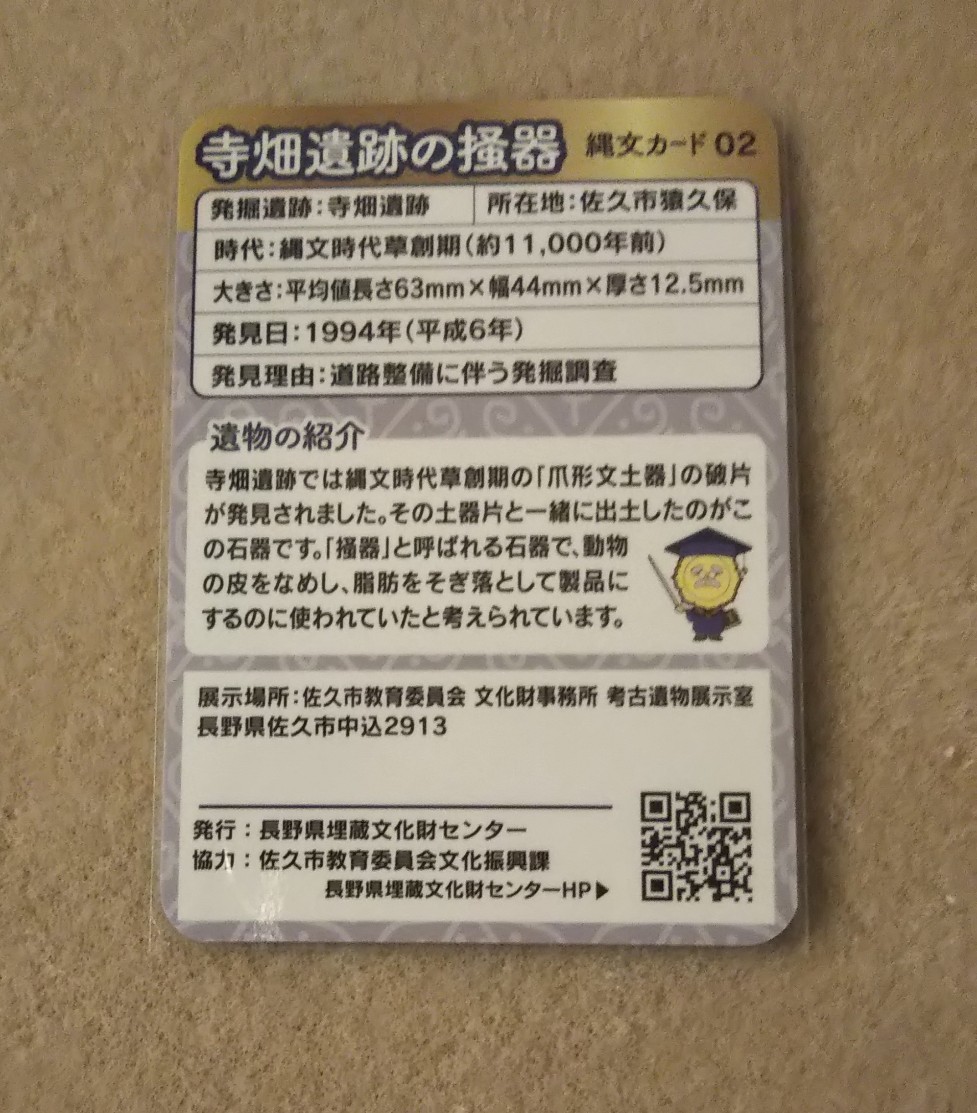 寺畑遺跡の掻器 縄文カード 02
発掘遺跡:寺畑遺跡 所在地:佐久市猿久保
時代:縄文時代草創期(約11,000年前)
大きさ:平均値長さ63mm×幅44mm×厚さ12.5mm
発見日:1994年(平成6年)
発見理由:道路整備に伴う発掘調査
遺物の紹介
寺畑遺跡では縄文時代草創期の「爪形文土器」の破片
が発見されました。その土器片と一緒に出土したのがこ
の石器です。「掻器」と呼ばれる石器で、動物
の皮をなめし、脂肪をそぎ落として製品に
するのに使われていたと考えられています。
展示場所:佐久市教育委員会 文化財事務所 考古遺物展示室
長野県佐久市中込2913
発行:長野県埋蔵文化財センター
協力:佐久市教育委員会文化振興課
長野県埋蔵文化財センターHP▶